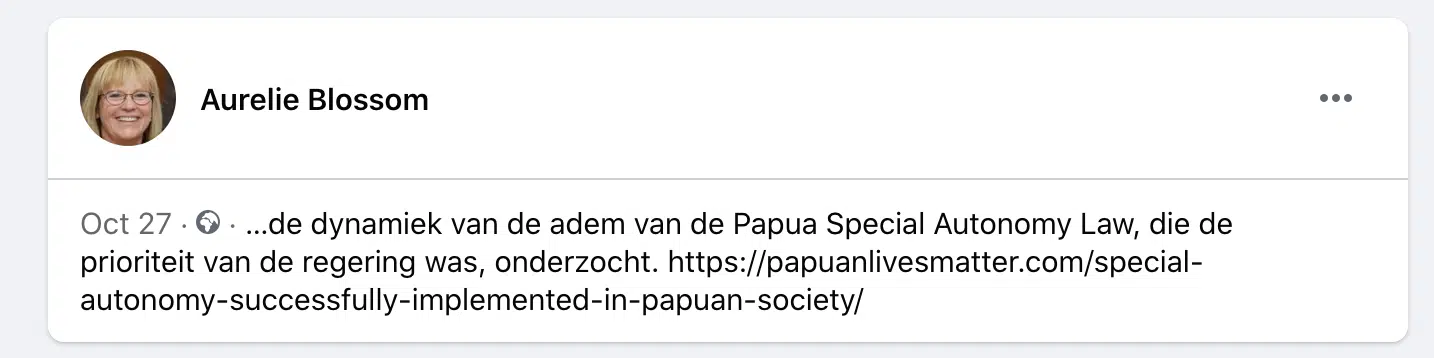 Aurelie Blossom
Oct 27 · · ...de dynamiek van de adem van de Papua Special Autonomy Law, die de
prioriteit van de regering was, onderzocht. https://papuanlivesmatter.com/special-
autonomy-successfully-implemented-in-papuan-society/